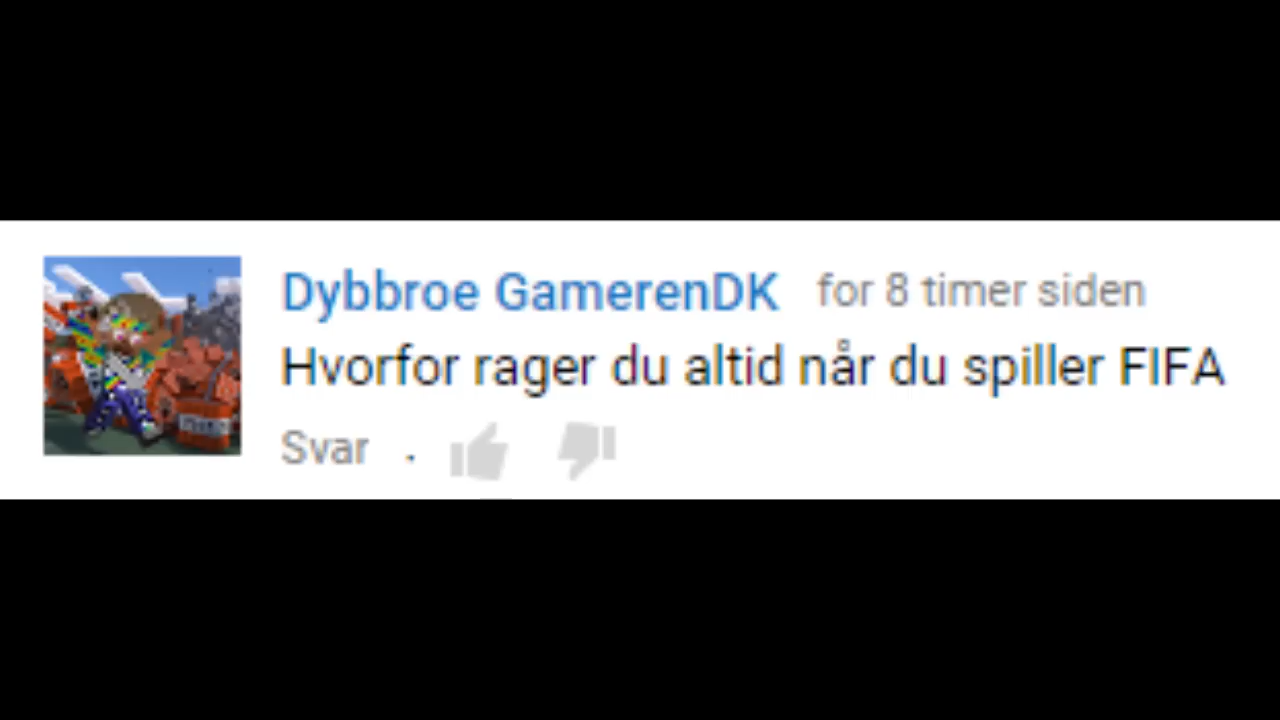 Dybbroe GamerenDK for 8 timer siden
Hvorfor rager du altid når du spiller FIFA
Svar .